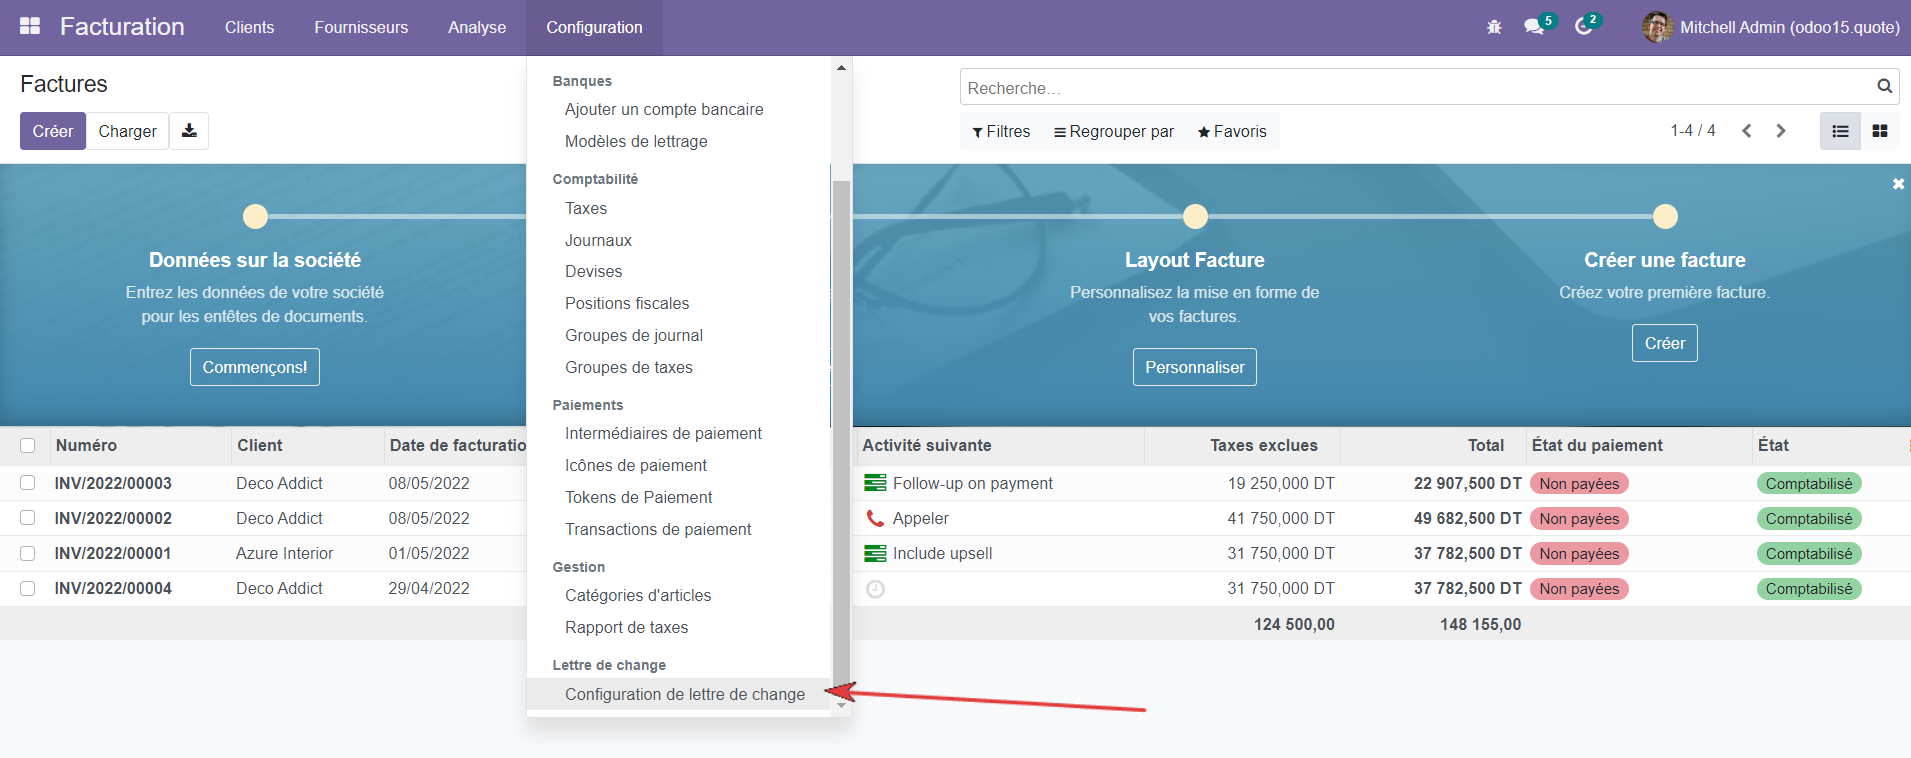 Facturation Clients Fournisseurs Analyse Configuration 5 2 Mitchell Admin (odoo15.quote)
Factures
Recherche...
Créer Charger
Filtres Regrouper par Favoris 1-4 / 4
Banques
Ajouter un compte bancaire
Modèles de lettrage
Comptabilité
Taxes
Journaux
Devises
Positions fiscales
Groupes de journal
Groupes de taxes
Paiements
Intermédiaires de paiement
Icônes de paiement
Tokens de Paiement
Transactions de paiement
Gestion
Catégories d'articles
Rapport de taxes
Lettre de change
Configuration de lettre de change
Données sur la société
Entrez les données de votre société
pour les entêtes de documents.
Commençons!
Layout Facture
Personnalisez la mise en forme de
vos factures.
Personnaliser
Créer une facture
Créez votre première facture.
Créer
Numéro Client Date de facturatio Activité suivante Taxes exclues Total État du paiement État
INV/2022/00003 Deco Addict 08/05/2022 Follow-up on payment 19 250,000 DT 22 907,500 DT Non payées Comptabilisé
INV/2022/00002 Deco Addict 08/05/2022 Appeler 41 750,000 DT 49 682,500 DT Non payées Comptabilisé
INV/2022/00001 Azure Interior 01/05/2022 Include upsell 31 750,000 DT 37 782,500 DT Non payées Comptabilisé
INV/2022/00004 Deco Addict 29/04/2022 31 750,000 DT 37 782,500 DT Non payées Comptabilisé
124 500,00 148 155,00